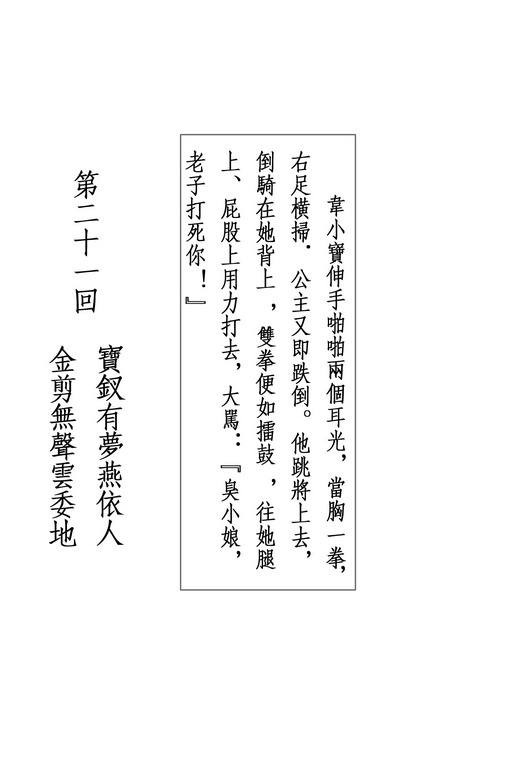 韋小寶伸手啪啪兩個耳光，當胸一拳，
右足橫掃．公主又即跌倒。他跳將上去，
倒騎在她背上，雙拳便如擂鼓，往她腿
上、屁股上用力打去，大罵：『臭小娘，
老子打死你！』
第二十一回
寶釵有夢燕依人
金剪無聲雲委地